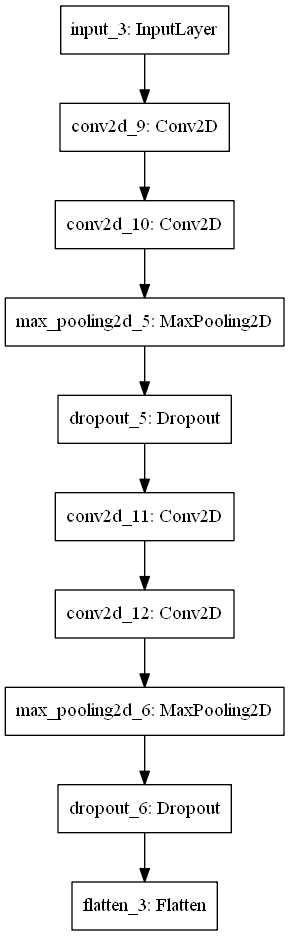 input_3: InputLayer
conv2d_9: Conv2D
conv2d_10: Conv2D
max_pooling2d_5: MaxPooling2D
dropout_5: Dropout
conv2d_11: Conv2D
conv2d_12: Conv2D
max_pooling2d_6: MaxPooling2D
dropout_6: Dropout
flatten_3: Flatten